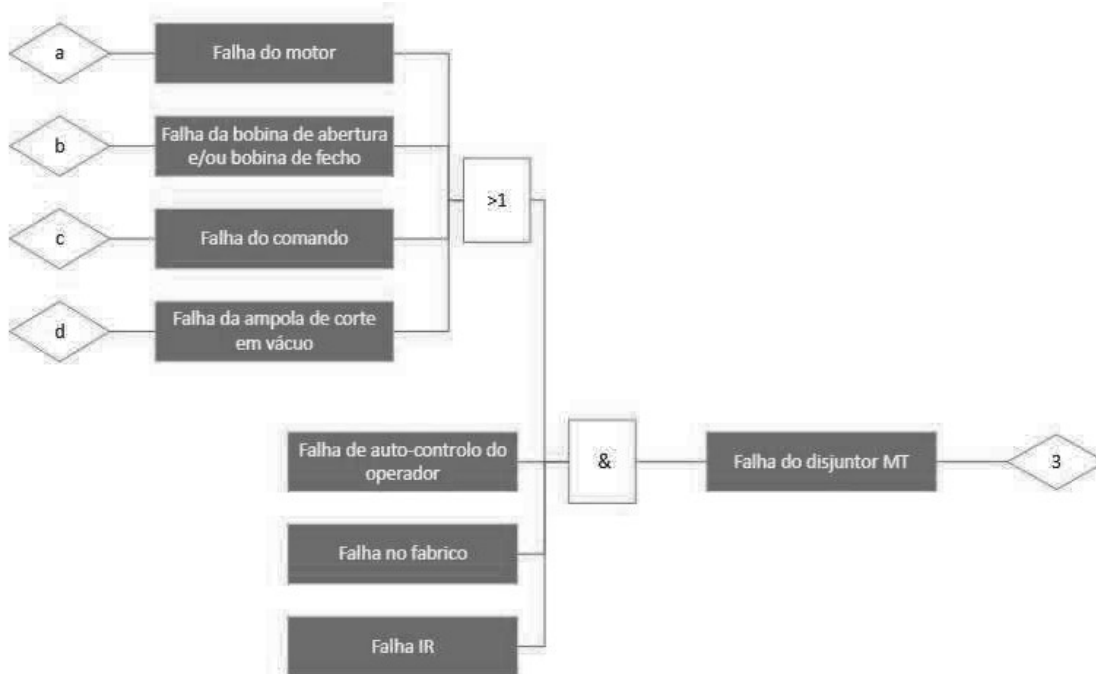 a
Falha do motor
b
Falha da bobina de abertura
e/ou bobina de fecho
c
Falha do comando
d
Falha da ampola de corte
em vácuo
>1
Falha de auto-controlo do
operador
&
Falha do disjuntor MT
3
Falha no fabrico
Falha IR